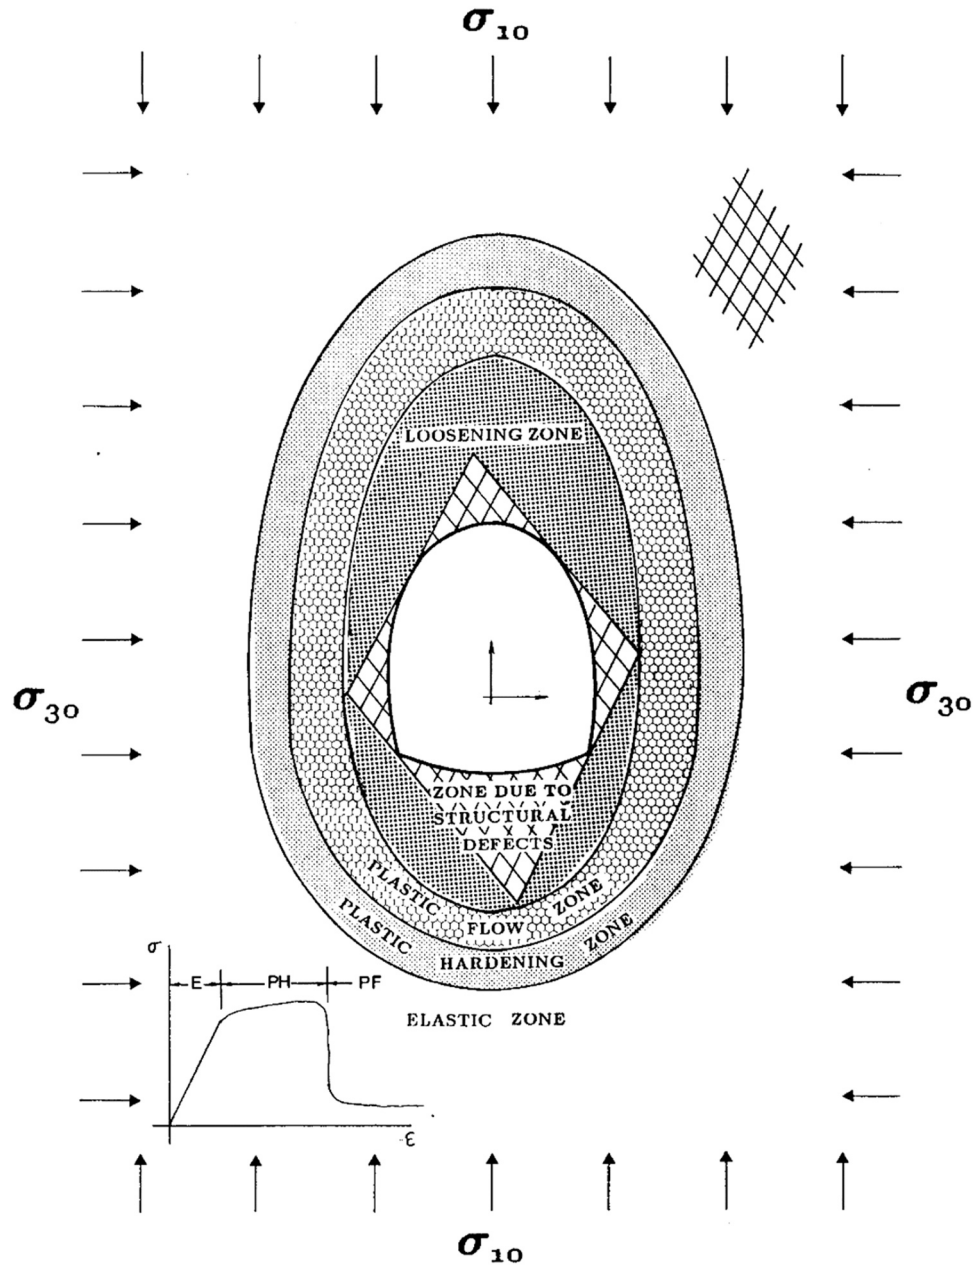 σ10
LOOSENING ZONE
σ30
σ30
ZONE DUE TO
STRUCTURAL
DEFECTS
PLASTIC FLOW ZONE
PLASTIC HARDENING ZONE
ELASTIC ZONE
σ
E PH PF
ε
σ10